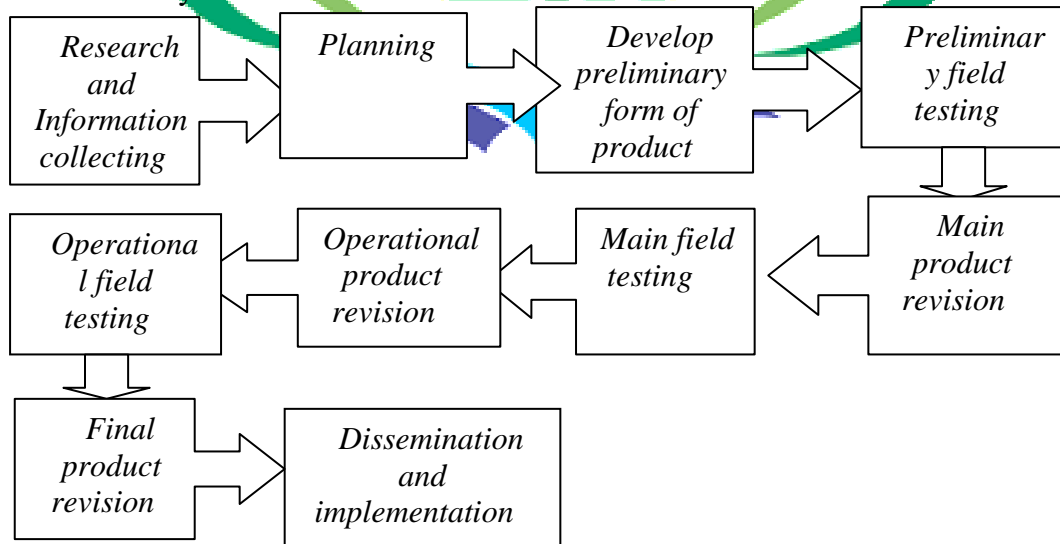 Research
and
Information
collecting
Planning
Develop
preliminary
form of
product
Preliminar
y field
testing
Main
product
revision
Main field
testing
Operational
product
revision
Operationa
l field
testing
Final
product
revision
Dissemination
and
implementation